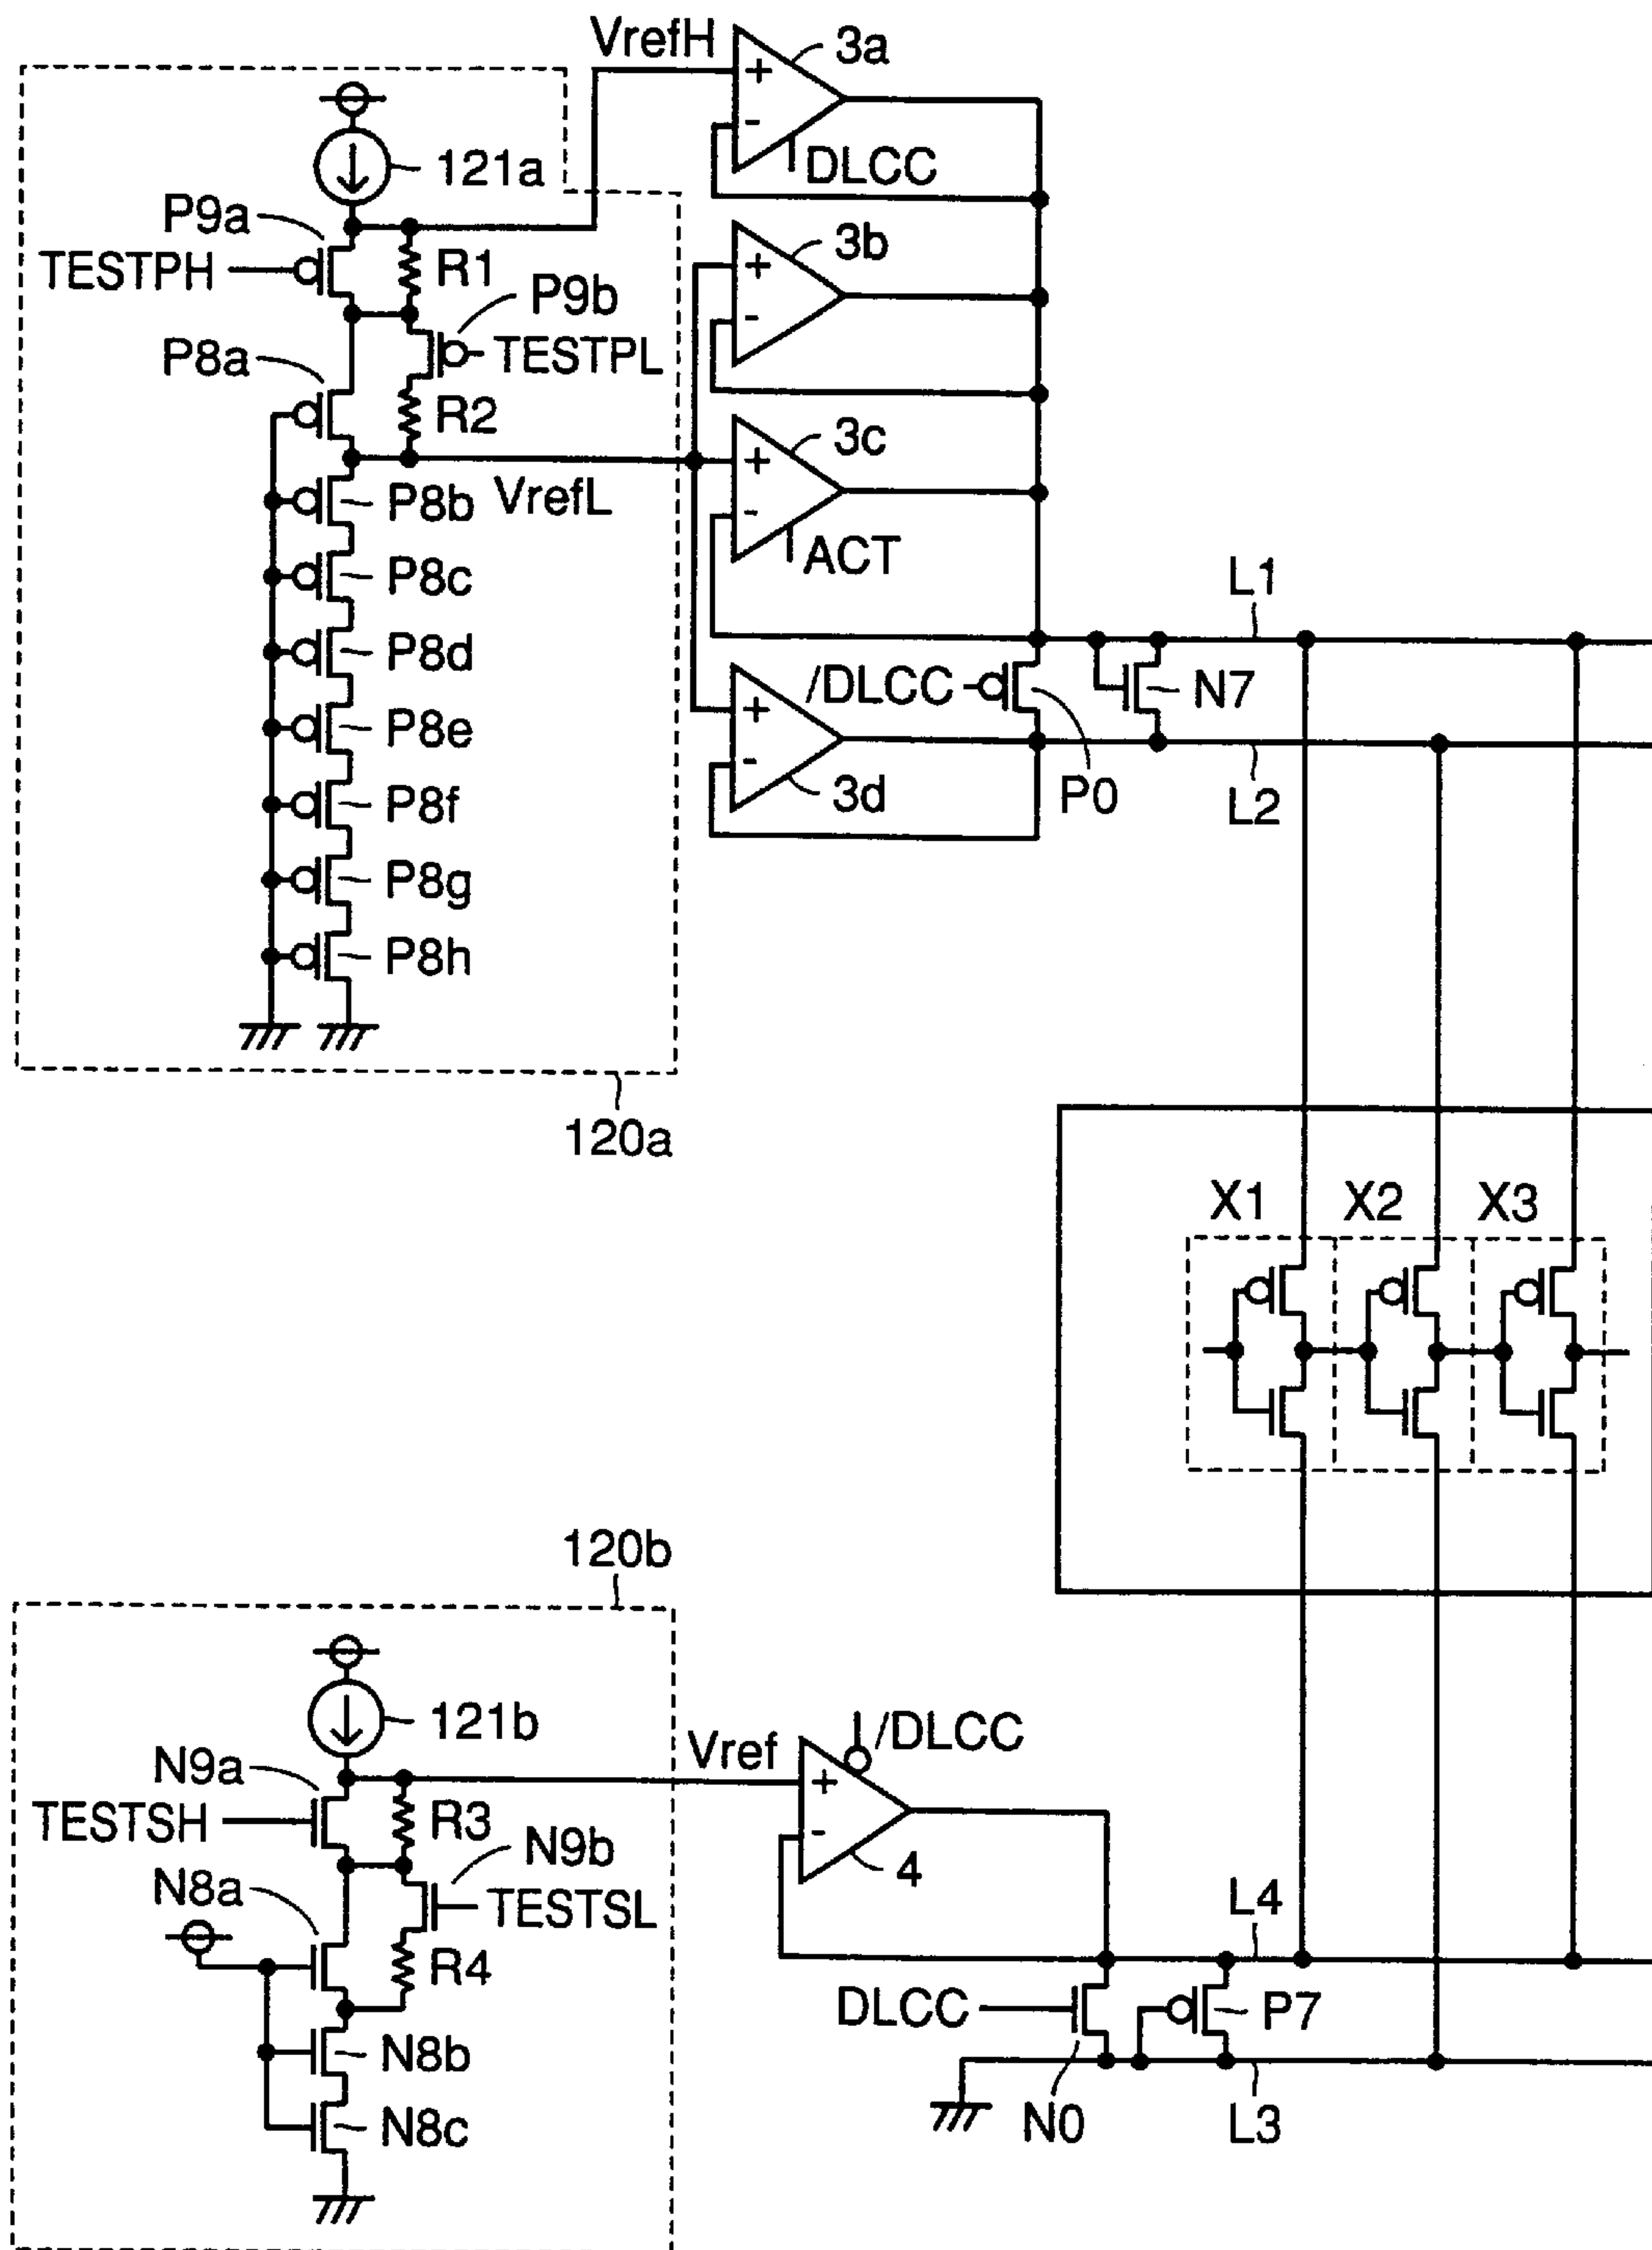 VrefH
3a
+
-
DLCC
121a
P9a
TESTPH
R1
P9b
TESTPL
P8a
R2
VrefL
3b
+
-
3c
+
-
ACT
P8b
P8c
P8d
P8e
P8f
P8g
P8h
L1
/DLCC
N7
+
-
3d
P0
L2
120a
X1 X2 X3
120b
121b
Vref
/DLCC
N9a
TESTSH
R3
N9b
TESTSL
+
-
4
N8a
R4
L4
DLCC
P7
N8b
N8c
N0
L3